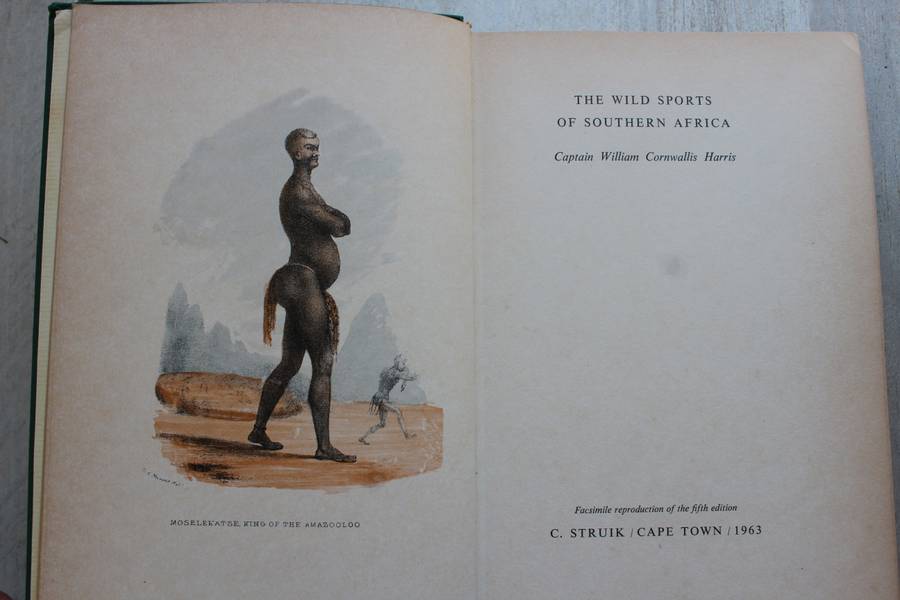 MOSELEKATSE, KING OF THE AMAZOOLOO
THE WILD SPORTS
OF SOUTHERN AFRICA
Captain William Cornwallis Harris
Facsimile reproduction of the fifth edition
C. STRUIK / CAPE TOWN / 1963